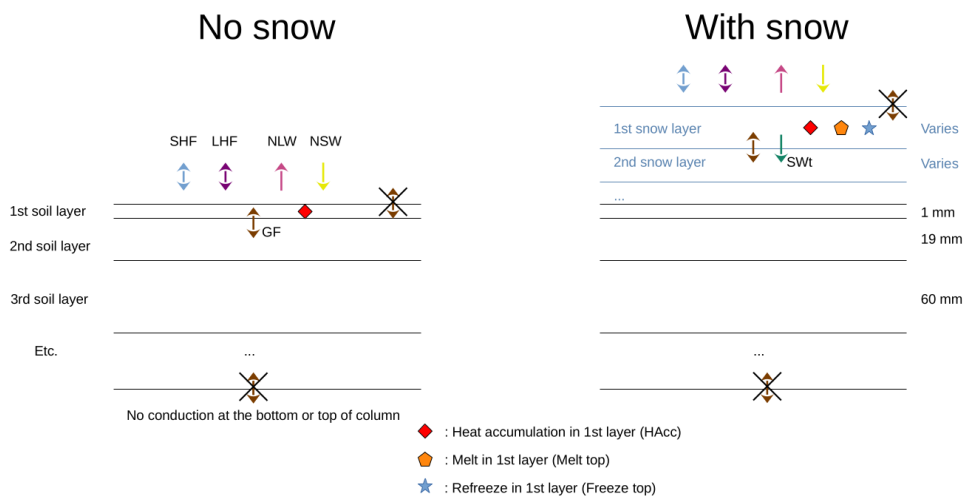 No snow
With snow
SHF LHF NLW NSW
1st snow layer Varies
2nd snow layer SWt Varies
...
1st soil layer 1 mm
GF
2nd soil layer 19 mm
3rd soil layer 60 mm
Etc. ... ...
No conduction at the bottom or top of column
: Heat accumulation in 1st layer (HAcc)
: Melt in 1st layer (Melt top)
: Refreeze in 1st layer (Freeze top)